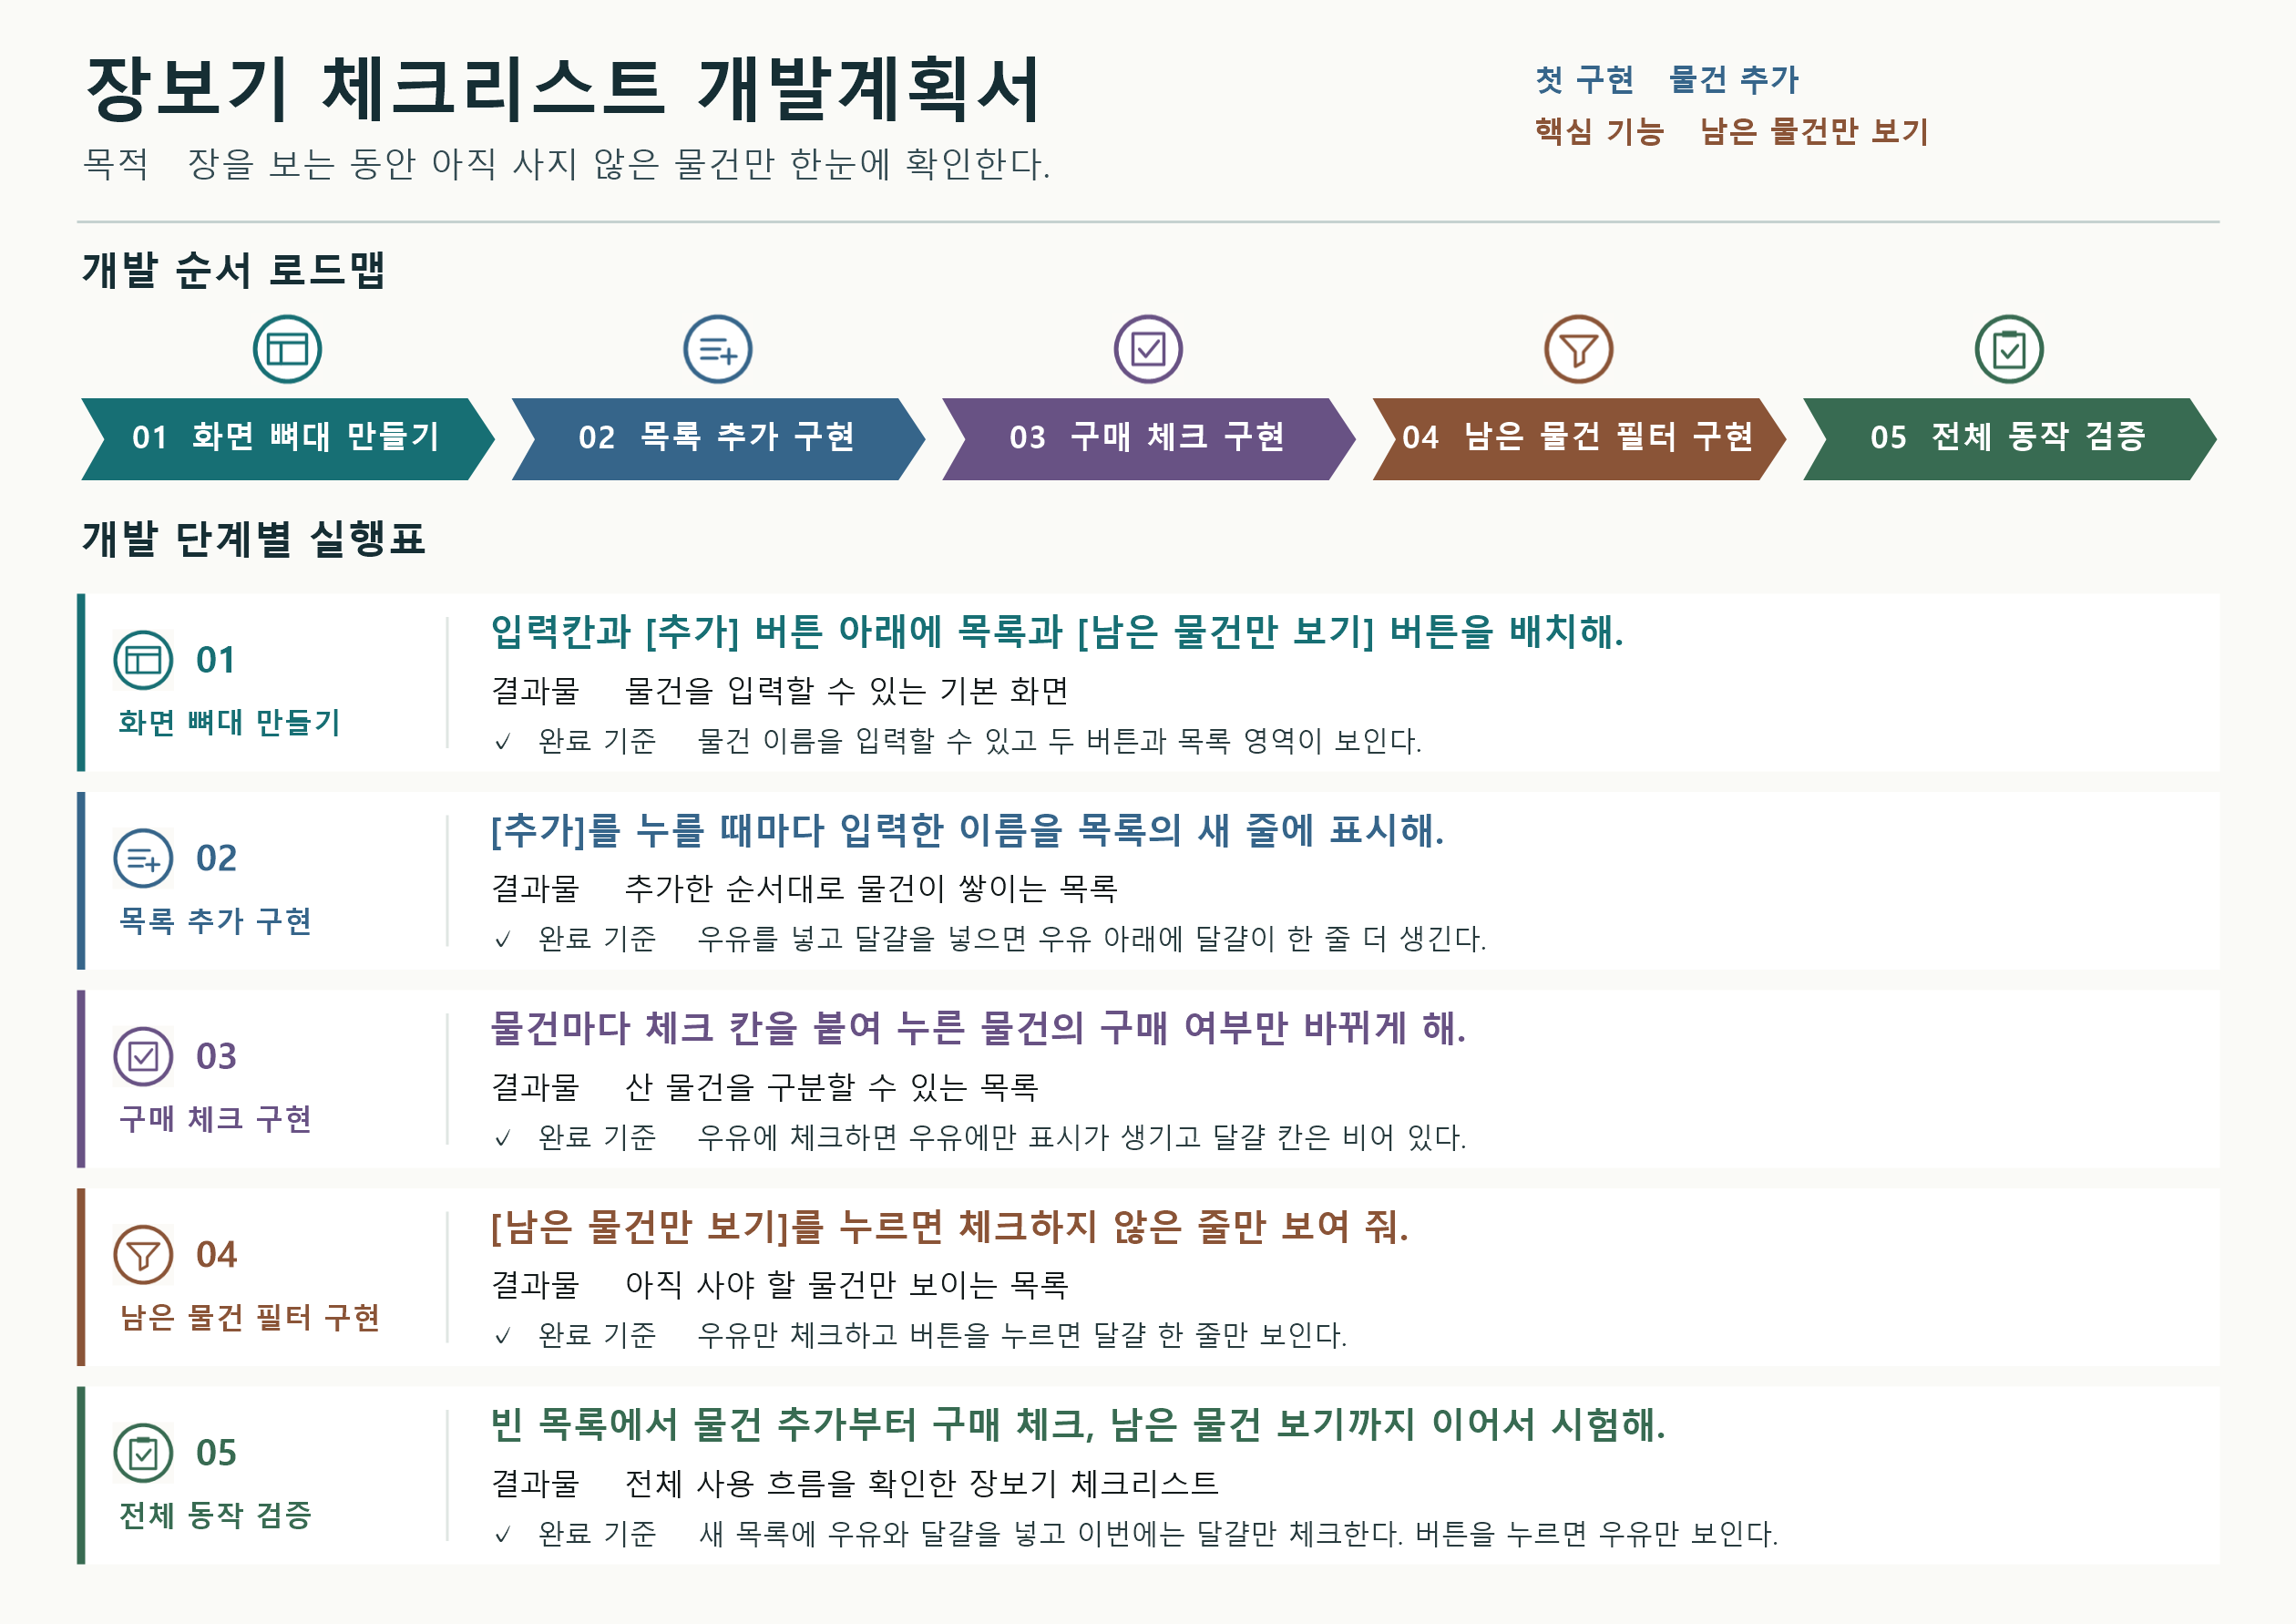 장보기 체크리스트 개발계획서
목적 장을 보는 동안 아직 사지 않은 물건만 한눈에 확인한다.
첫 구현 물건 추가
핵심 기능 남은 물건만 보기
개발 순서 로드맵
01 화면 뼈대 만들기
02 목록 추가 구현
03 구매 체크 구현
04 남은 물건 필터 구현
05 전체 동작 검증
개발 단계별 실행표
01
화면 뼈대 만들기
입력칸과 [추가] 버튼 아래에 목록과 [남은 물건만 보기] 버튼을 배치해.
결과물 물건을 입력할 수 있는 기본 화면
✓ 완료 기준 물건 이름을 입력할 수 있고 두 버튼과 목록 영역이 보인다.
02
목록 추가 구현
[추가]를 누를 때마다 입력한 이름을 목록의 새 줄에 표시해.
결과물 추가한 순서대로 물건이 쌓이는 목록
✓ 완료 기준 우유를 넣고 달걀을 넣으면 우유 아래에 달걀이 한 줄 더 생긴다.
03
구매 체크 구현
물건마다 체크 칸을 붙여 누른 물건의 구매 여부만 바뀌게 해.
결과물 산 물건을 구분할 수 있는 목록
✓ 완료 기준 우유에 체크하면 우유에만 표시가 생기고 달걀 칸은 비어 있다.
04
남은 물건 필터 구현
[남은 물건만 보기]를 누르면 체크하지 않은 줄만 보여 줘.
결과물 아직 사야 할 물건만 보이는 목록
✓ 완료 기준 우유만 체크하고 버튼을 누르면 달걀 한 줄만 보인다.
05
전체 동작 검증
빈 목록에서 물건 추가부터 구매 체크, 남은 물건 보기까지 이어서 시험해.
결과물 전체 사용 흐름을 확인한 장보기 체크리스트
✓ 완료 기준 새 목록에 우유와 달걀을 넣고 이번에는 달걀만 체크한다. 버튼을 누르면 우유만 보인다.